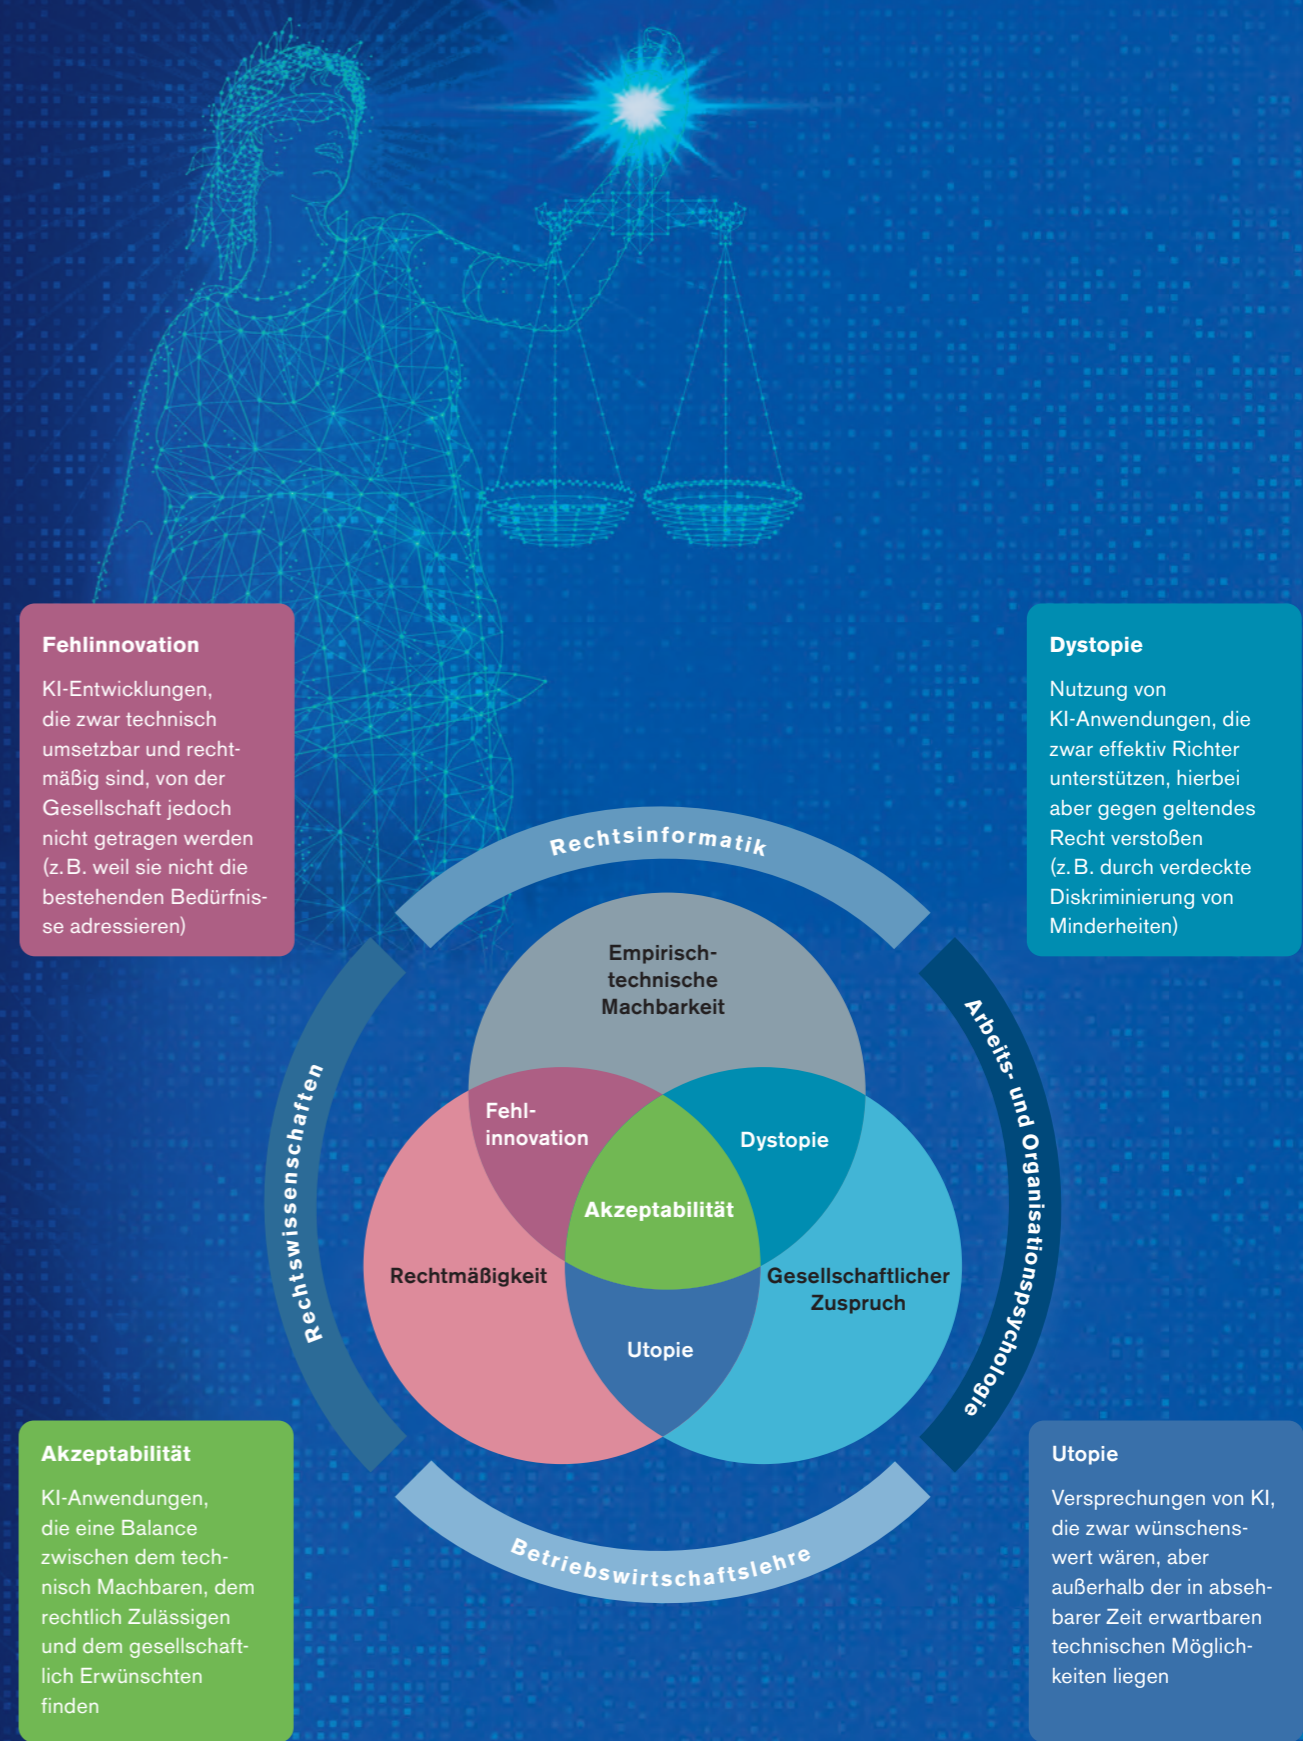 Fehlinnovation
KI-Entwicklungen,
die zwar technisch
umsetzbar und recht-
mäßig sind, von der
Gesellschaft jedoch
nicht getragen werden
(z. B. weil sie nicht die
bestehenden Bedürfnis-
se adressieren)
Dystopie
Nutzung von
KI-Anwendungen, die
zwar effektiv Richter
unterstützen, hierbei
aber gegen geltendes
Recht verstoßen
(z. B. durch verdeckte
Diskriminierung von
Minderheiten)
Rechtsinformatik
Empirisch-
technische
Machbarkeit
Arbeits- und Organisationspsychologie
Rechtswissenschaften
Fehl-
innovation
Dystopie
Akzeptabilität
Rechtmäßigkeit
Gesellschaftlicher
Zuspruch
Utopie
Betriebswirtschaftslehre
Akzeptabilität
KI-Anwendungen,
die eine Balance
zwischen dem tech-
nisch Machbaren, dem
rechtlich Zulässigen
und dem gesellschaft-
lich Erwünschten
finden
Utopie
Versprechungen von KI,
die zwar wünschens-
wert wären, aber
außerhalb der in abseh-
barer Zeit erwartbaren
technischen Möglich-
keiten liegen